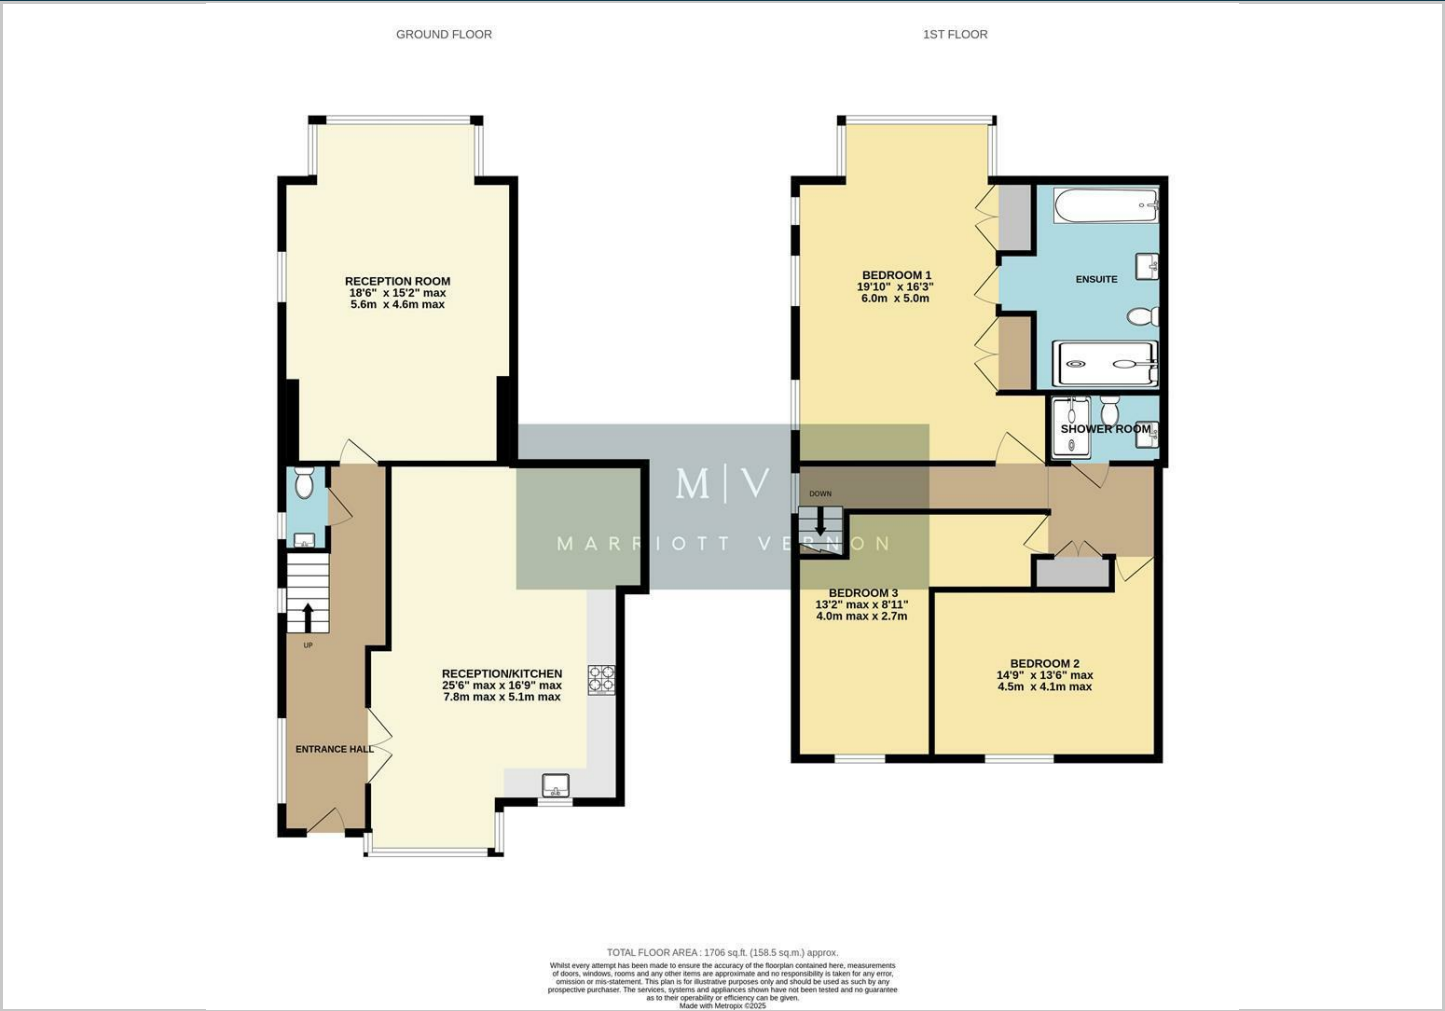 GROUND FLOOR
1ST FLOOR
RECEPTION ROOM
18'6" x 15'2" max
5.6m x 4.6m max
BEDROOM 1
19'10" x 16'3"
6.0m x 5.0m
ENSUITE
SHOWER ROOM
M|V
MARRIOTT VERNON
DOWN
UP
BEDROOM 3
13'2" max x 8'11"
4.0m max x 2.7m
RECEPTION/KITCHEN
25'6" max x 16'9" max
7.8m max x 5.1m max
BEDROOM 2
14'9" x 13'6" max
4.5m x 4.1m max
ENTRANCE HALL
TOTAL FLOOR AREA : 1706 sq.ft. (158.5 sq.m.) approx.
Whilst every attempt has been made to ensure the accuracy of the floorplan contained here, measurements
of doors, windows, rooms and any other items are approximate and no responsibility is taken for any error,
omission or mis-statement. This plan is for illustrative purposes only and should be used as such by any
prospective purchaser. The services, systems and appliances shown have not been tested and no guarantee
as to their operability or efficiency can be given.
Made with Metropix ©2025